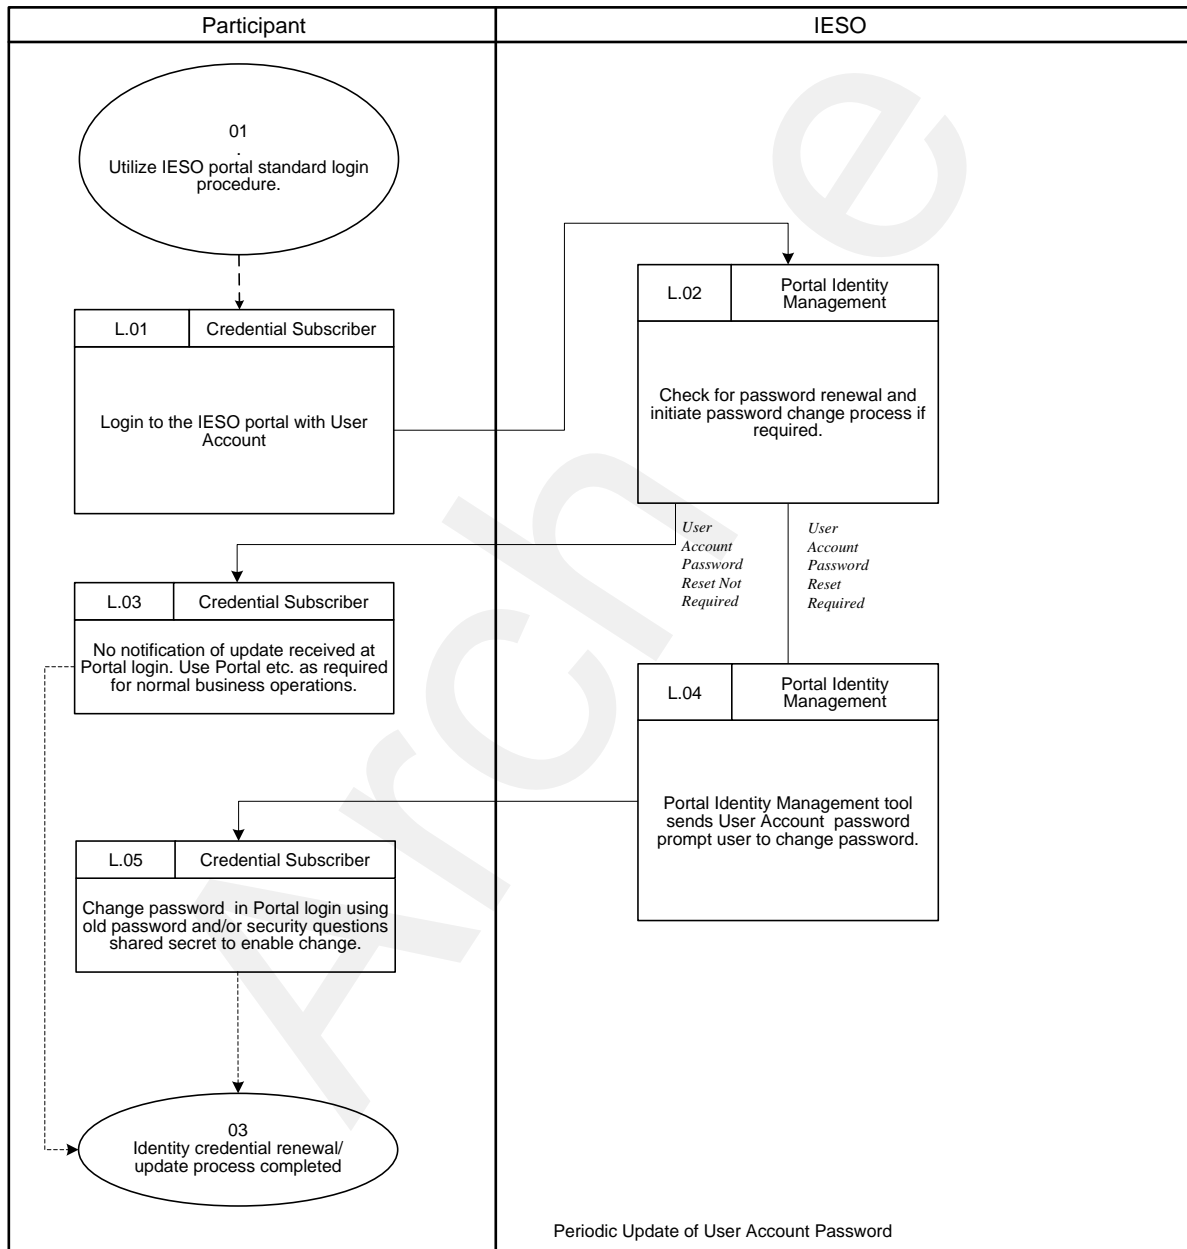 Participant
IESO
01
.
Utilize IESO portal standard login
procedure.
L.01
Credential Subscriber
Login to the IESO portal with User
Account
L.02
Portal Identity
Management
Check for password renewal and
initiate password change process if
required.
User
Account
Password
Reset Not
Required
User
Account
Password
Reset
Required
L.03
Credential Subscriber
No notification of update received at
Portal login. Use Portal etc. as required
for normal business operations.
L.04
Portal Identity
Management
Portal Identity Management tool
sends User Account  password
prompt user to change password.
L.05
Credential Subscriber
Change password  in Portal login using
old password and/or security questions
shared secret to enable change.
03
Identity credential renewal/
update process completed
Periodic Update of User Account Password
Arch e